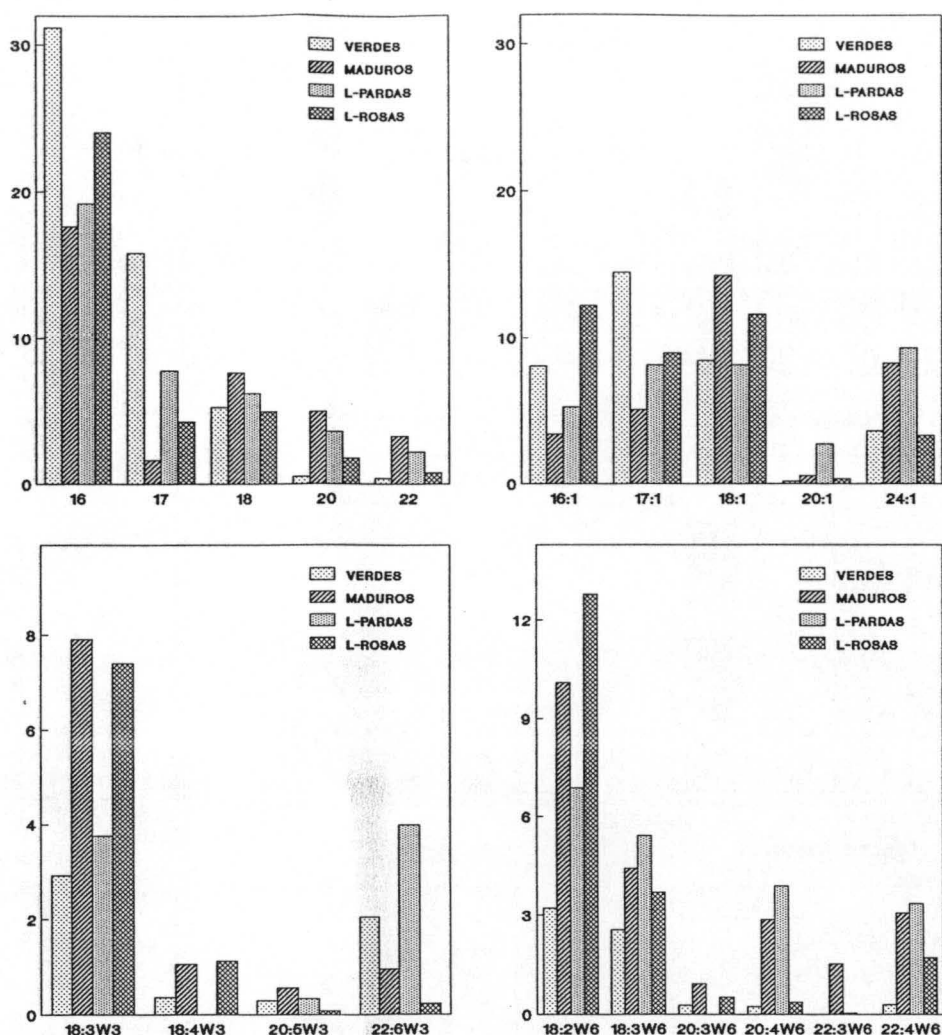 30
20
10
0
16 17 18 20 22
VERDES
MADUROS
L-PARDAS
L-ROSAS
30
20
10
0
16:1 17:1 18:1 20:1 24:1
VERDES
MADUROS
L-PARDAS
L-ROSAS
8
6
4
2
0
18:3W3 18:4W3 20:5W3 22:6W3
VERDES
MADUROS
L-PARDAS
L-ROSAS
12
9
6
3
0
18:2W6 18:3W6 20:3W6 20:4W6 22:3W6 22:4W6
VERDES
MADUROS
L-PARDAS
L-ROSAS